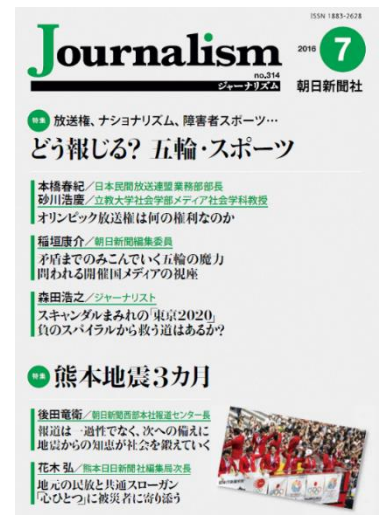 ISSN 1883-2628
Journalism
2016 7
no.314
ジャーナリズム
朝日新聞社
特集 放送権、ナショナリズム、障害者スポーツ…
どう報じる? 五輪・スポーツ
本橋春紀/日本民間放送連盟業務部部長
砂川浩慶/立教大学社会学部メディア社会学科教授
オリンピック放送権は何の権利なのか
稲垣康介/朝日新聞編集委員
矛盾までのみこんでいく五輪の魔力
問われる開催国メディアの視座
森田浩之/ジャーナリスト
スキャンダルまみれの「東京2020」
負のスパイラルから救う道はあるか?
特集 熊本地震3カ月
後田竜衛/朝日新聞西部本社報道センター長
報道は一過性でなく、次への備えに
地震からの知恵が社会を鍛えていく
花木 弘/熊本日日新聞社編集局次長
地元の民放と共通スローガン
「心ひとつ」に被災者に寄り添う